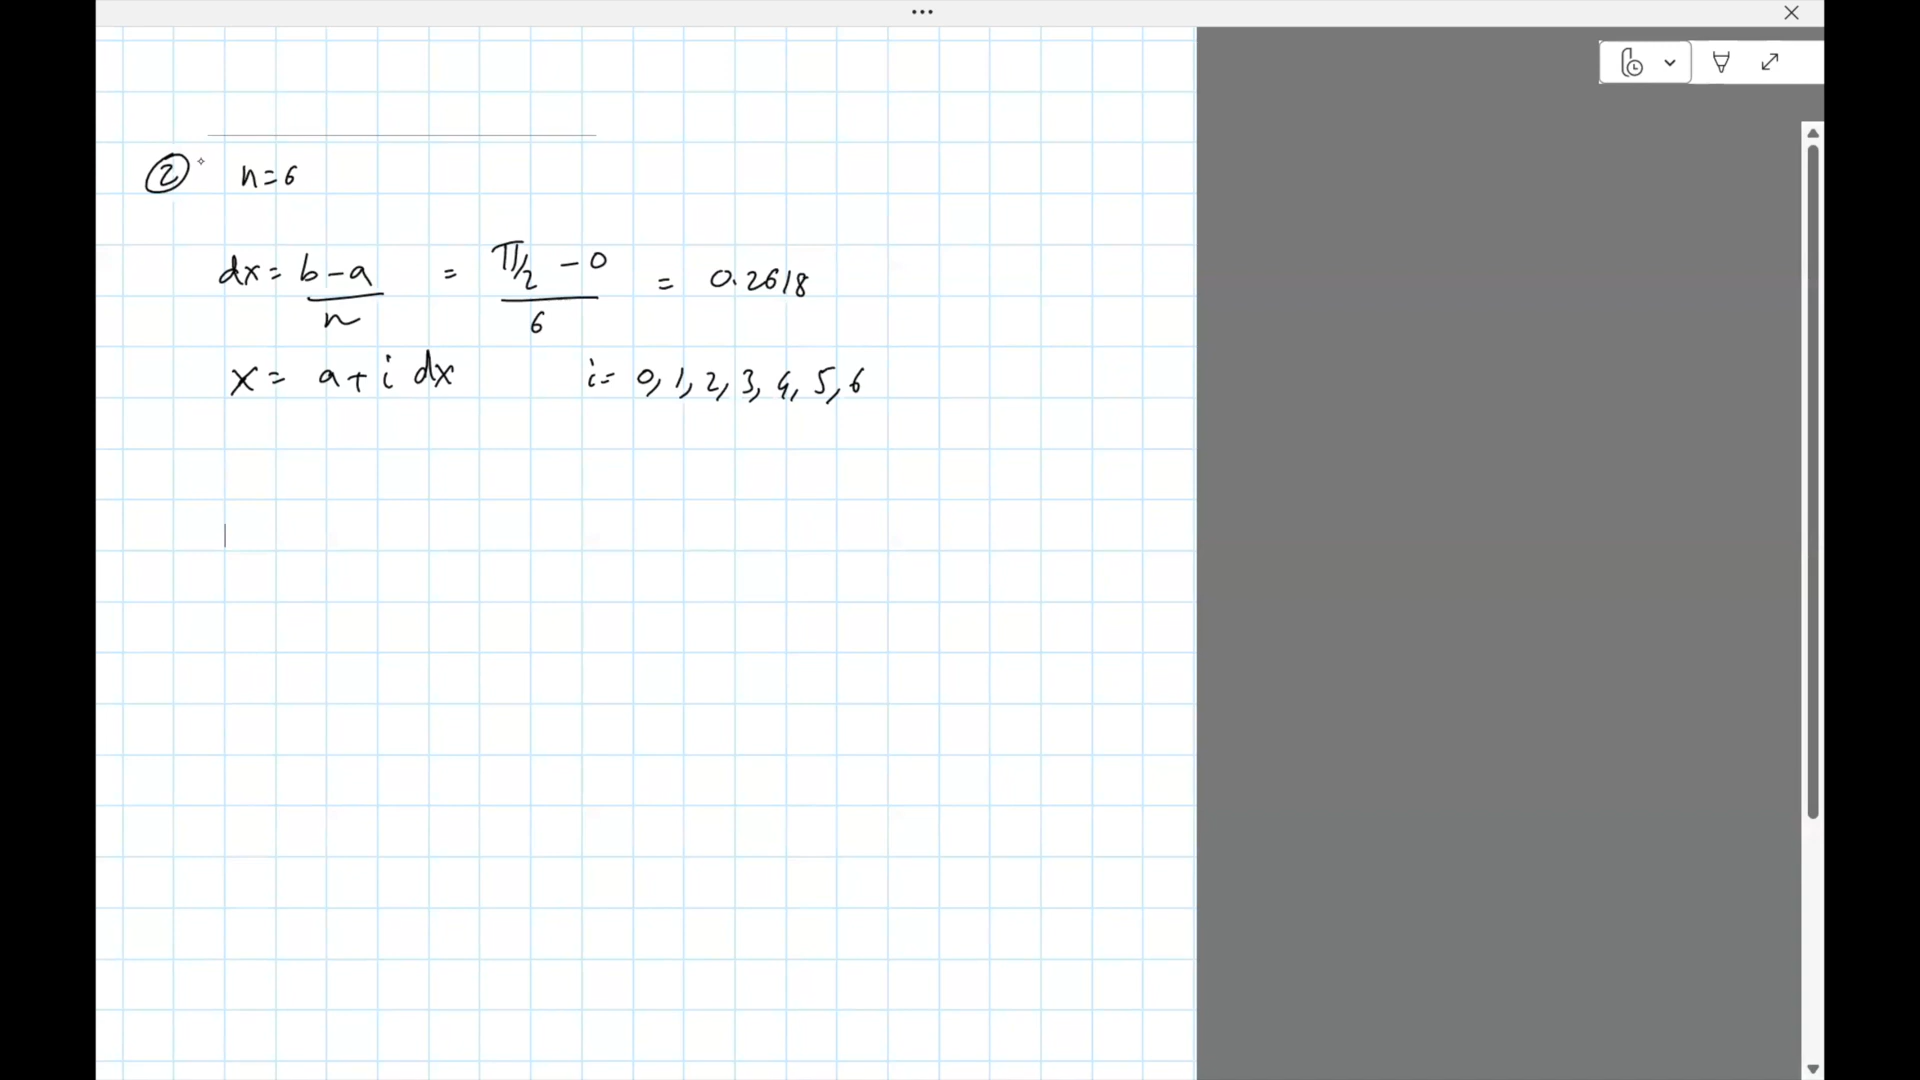 ② n=6
dx = b-a/n = π/2 - 0/6 = 0.2618
x = a + i dx i = 0, 1, 2, 3, 4, 5, 6